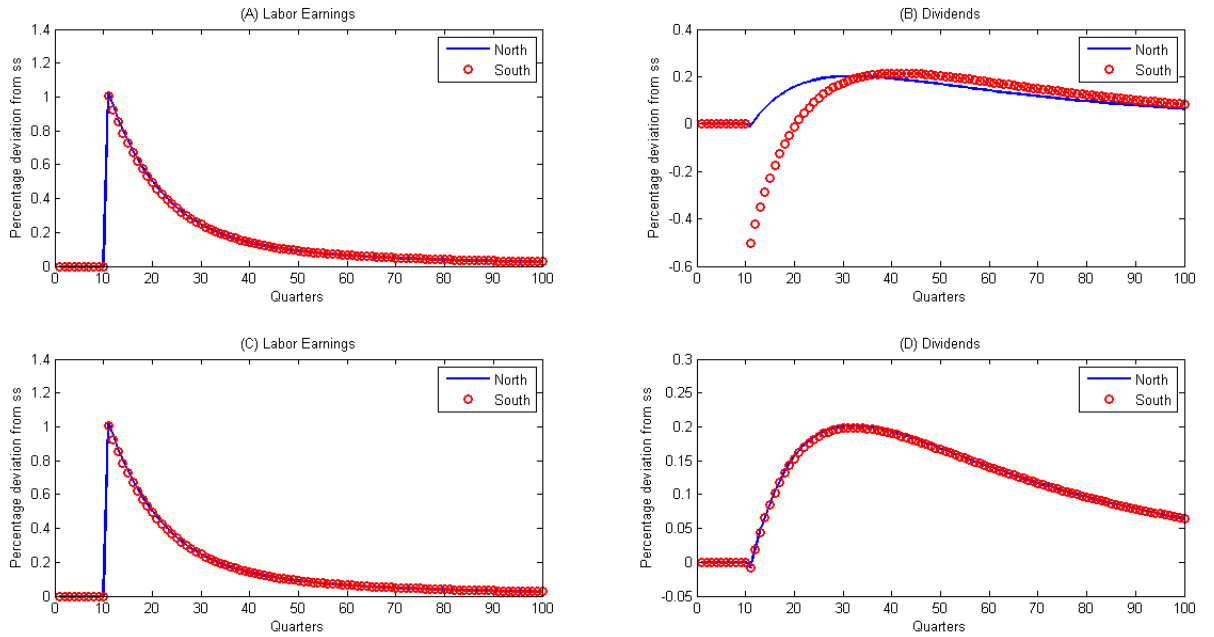 (A) Labor Earnings
Percentage deviation from ss
1.4
1.2
1
0.8
0.6
0.4
0.2
0
North
South
0 10 20 30 40 50 60 70 80 90 100
Quarters
(B) Dividends
Percentage deviation from ss
0.4
0.2
0
-0.2
-0.4
-0.6
North
South
0 10 20 30 40 50 60 70 80 90 100
Quarters
(C) Labor Earnings
Percentage deviation from ss
1.4
1.2
1
0.8
0.6
0.4
0.2
0
North
South
0 10 20 30 40 50 60 70 80 90 100
Quarters
(D) Dividends
Percentage deviation from ss
0.3
0.25
0.2
0.15
0.1
0.05
0
-0.05
North
South
0 10 20 30 40 50 60 70 80 90 100
Quarters